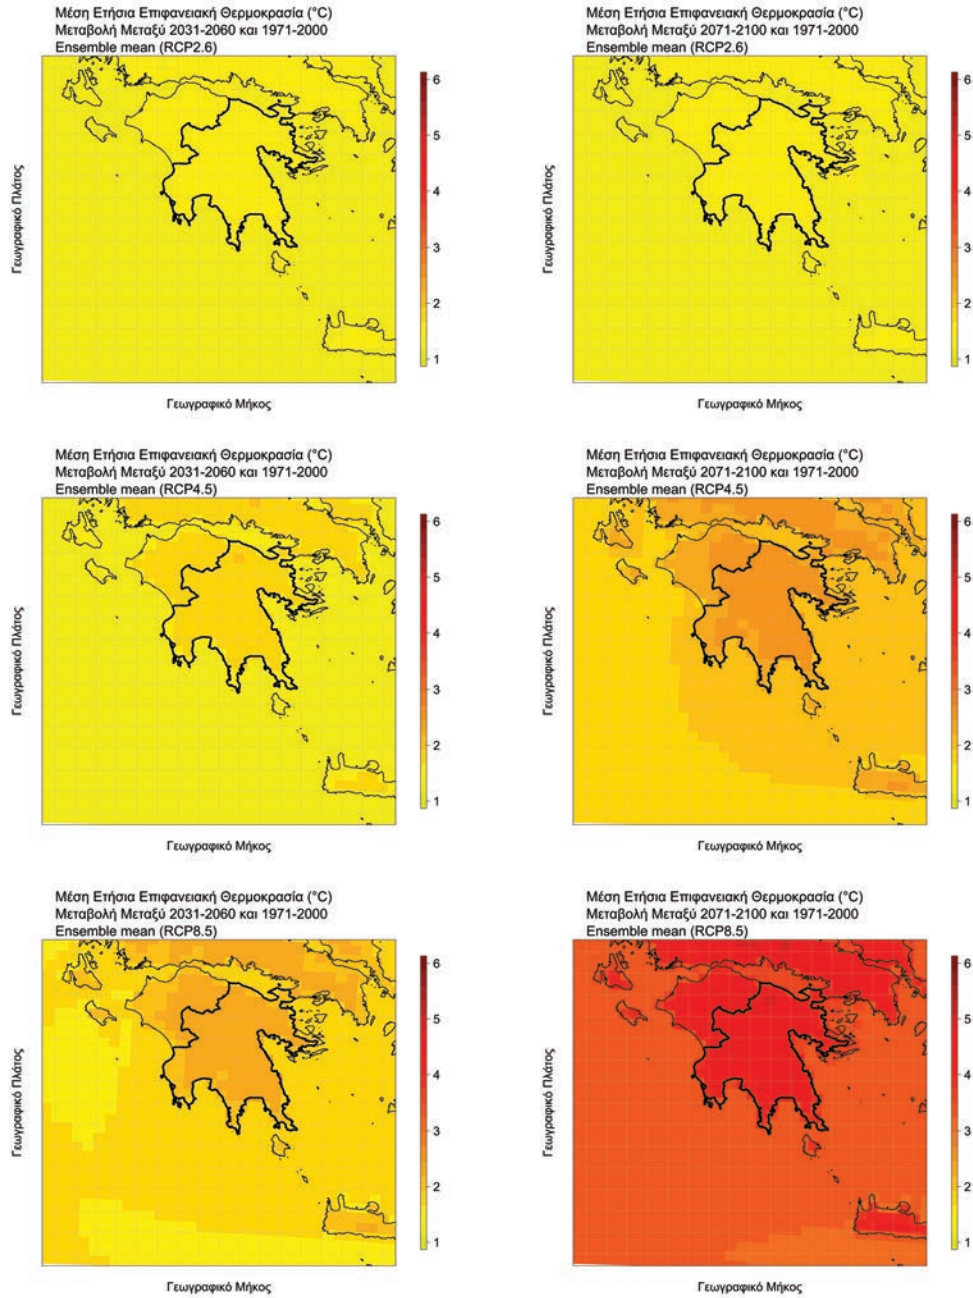 Μέση Ετήσια Επιφανειακή Θερμοκρασία (°C)
Μεταβολή Μεταξύ 2031-2060 και 1971-2000
Ensemble mean (RCP2.6)
Γεωγραφικό Πλάτος
6
5
4
3
2
1
Γεωγραφικό Μήκος
Μέση Ετήσια Επιφανειακή Θερμοκρασία (°C)
Μεταβολή Μεταξύ 2071-2100 και 1971-2000
Ensemble mean (RCP2.6)
Γεωγραφικό Πλάτος
6
5
4
3
2
1
Γεωγραφικό Μήκος
Μέση Ετήσια Επιφανειακή Θερμοκρασία (°C)
Μεταβολή Μεταξύ 2031-2060 και 1971-2000
Ensemble mean (RCP4.5)
Γεωγραφικό Πλάτος
6
5
4
3
2
1
Γεωγραφικό Μήκος
Μέση Ετήσια Επιφανειακή Θερμοκρασία (°C)
Μεταβολή Μεταξύ 2071-2100 και 1971-2000
Ensemble mean (RCP4.5)
Γεωγραφικό Πλάτος
6
5
4
3
2
1
Γεωγραφικό Μήκος
Μέση Ετήσια Επιφανειακή Θερμοκρασία (°C)
Μεταβολή Μεταξύ 2031-2060 και 1971-2000
Ensemble mean (RCP8.5)
Γεωγραφικό Πλάτος
6
5
4
3
2
1
Γεωγραφικό Μήκος
Μέση Ετήσια Επιφανειακή Θερμοκρασία (°C)
Μεταβολή Μεταξύ 2071-2100 και 1971-2000
Ensemble mean (RCP8.5)
Γεωγραφικό Πλάτος
6
5
4
3
2
1
Γεωγραφικό Μήκος